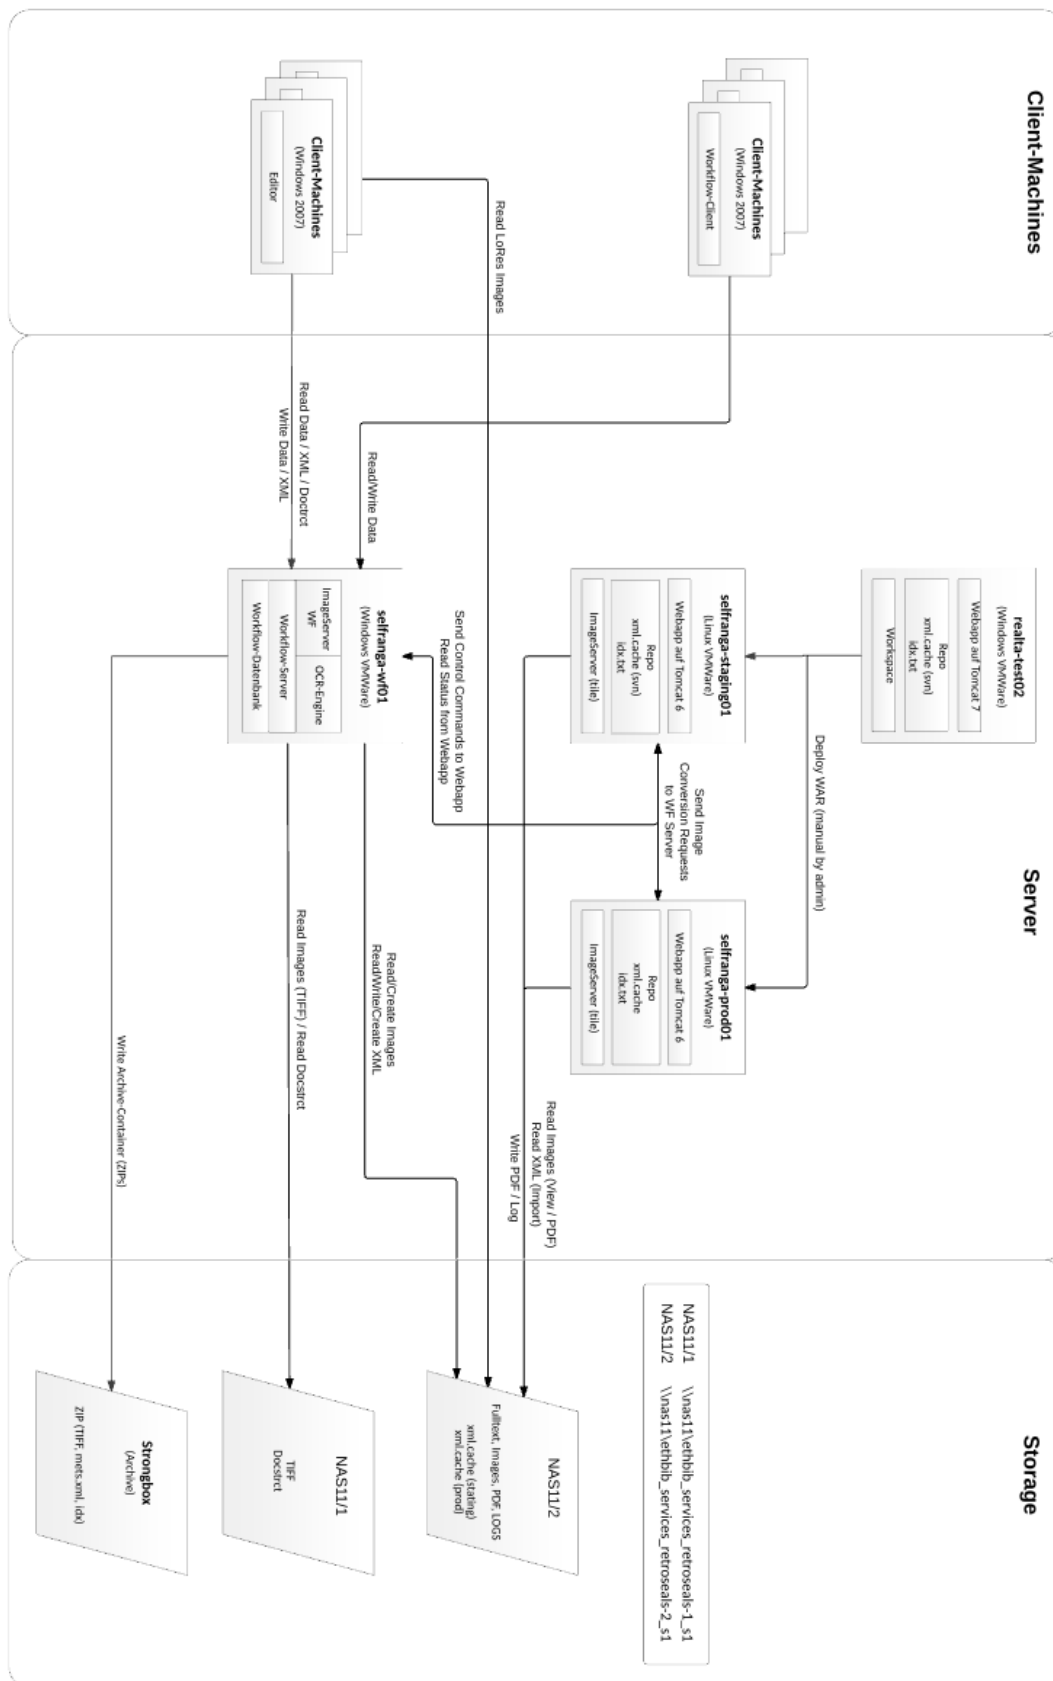 Client-Machines
Client-Machines
(Windows 2007)
Workflow-Client
Client-Machines
(Windows 2007)
Editor
Read LoRes Images
Read Data / XML / Doctrct
Write Data / XML
Read/Write Data
Server
realta-test02
(Windows VMWare)
Webapp auf Tomcat 7
Repo
xml.cache (svn)
idx.txt
Workspace
Deploy WAR (manual by admin)
selfranga-staging01
(Linux VMWare)
Webapp auf Tomcat 6
Repo
xml.cache (svn)
idx.txt
ImageServer (tile)
Send Image
Conversion Requests
to WF Server
selfranga-prod01
(Linux VMWare)
Webapp auf Tomcat 6
Repo
xml.cache
idx.txt
ImageServer (tile)
Send Control Commands to Webapp
Read Status from Webapp
selfranga-wf01
(Windows VMWare)
ImageServer
WF
OCR-Engine
Workflow-Server
Workflow-Datenbank
Read Images (View / PDF)
Read XML (Import)
Write PDF / Log
Read/Create Images
Read/Write/Create XML
Read Images (TIFF) / Read Docstrct
Write Archive-Container (ZIPs)
Storage
NAS11/1 \\nas11\ethbib_services_retroseals-1_s1
NAS11/2 \\nas11\ethbib_services_retroseals-2_s1
NAS11/2
Fulltext, Images, PDF, LOGS
xml.cache (stating)
xml.cache (prod)
NAS11/1
TIFF
Docstrct
Strongbox
(Archive)
ZIP (TIFF, mets.xml, idx)